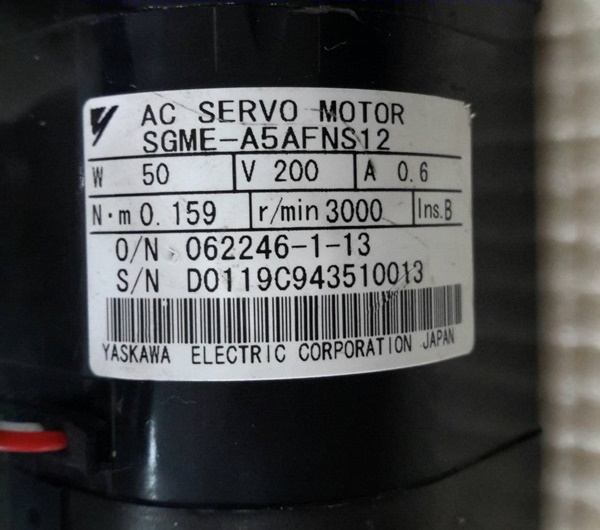 AC SERVO MOTOR
SGME-A5AFNS12
W 50 V 200 A 0.6
N·m 0.159 r/min 3000 Ins.B
O/N 062246-1-13
S/N D0119C943510013
YASKAWA ELECTRIC CORPORATION JAPAN